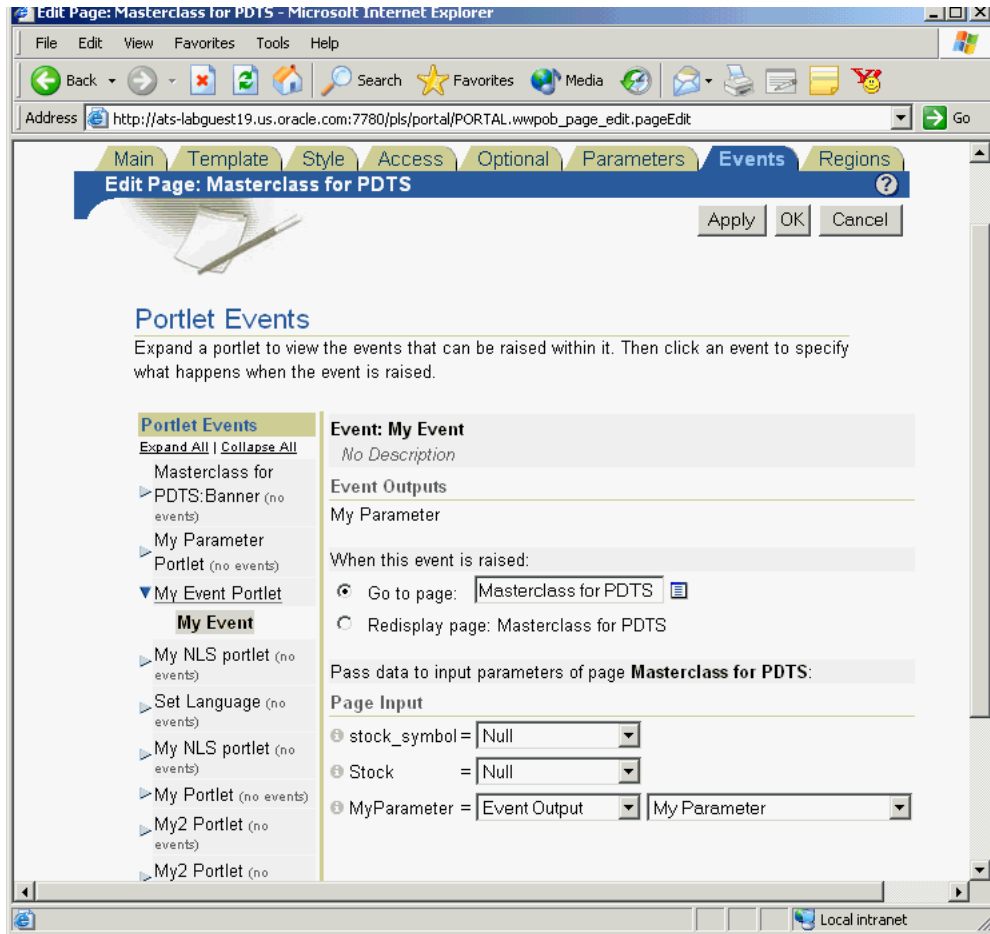 Edit Page: Masterclass for PDTS - Microsoft Internet Explorer
File Edit View Favorites Tools Help
Back Search Favorites Media
Address http://ats-labguest19.us.oracle.com:7780/pls/portal/PORTAL.wwpob_page_edit.pageEdit Go
Main Template Style Access Optional Parameters Events Regions
Edit Page: Masterclass for PDTS ?
Apply OK Cancel
Portlet Events
Expand a portlet to view the events that can be raised within it. Then click an event to specify
what happens when the event is raised.
Portlet Events
Expand All | Collapse All
Masterclass for
PDTS:Banner (no
events)
My Parameter
Portlet (no events)
My Event Portlet
My Event
My NLS portlet (no
events)
Set Language (no
events)
My NLS portlet (no
events)
My Portlet (no events)
My2 Portlet (no
events)
My2 Portlet (no
Event: My Event
No Description
Event Outputs
My Parameter
When this event is raised:
Go to page: Masterclass for PDTS
Redisplay page: Masterclass for PDTS
Pass data to input parameters of page Masterclass for PDTS:
Page Input
stock_symbol = Null
Stock = Null
MyParameter = Event Output My Parameter
Local intranet